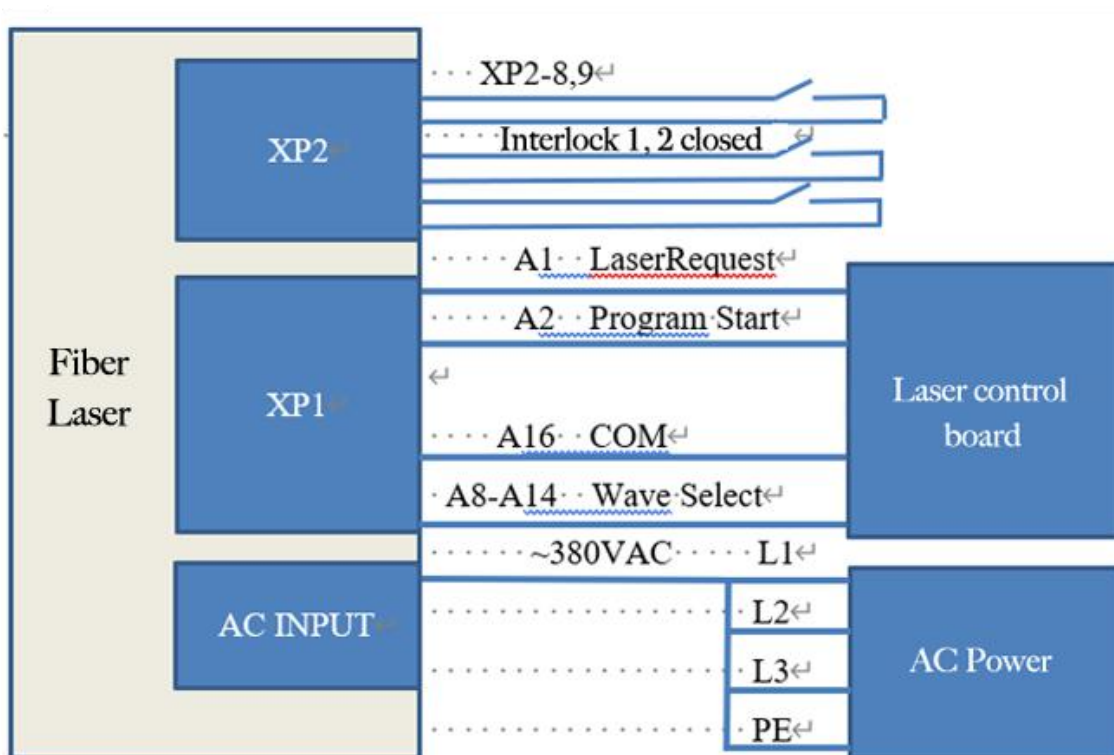 XP2-8,9
XP2
Interlock 1, 2 closed
A1 LaserRequest
A2 Program Start
Fiber
Laser
XP1
Laser control
board
A16 COM
A8-A14 Wave Select
~380VAC L1
AC INPUT
L2
L3
AC Power
PE